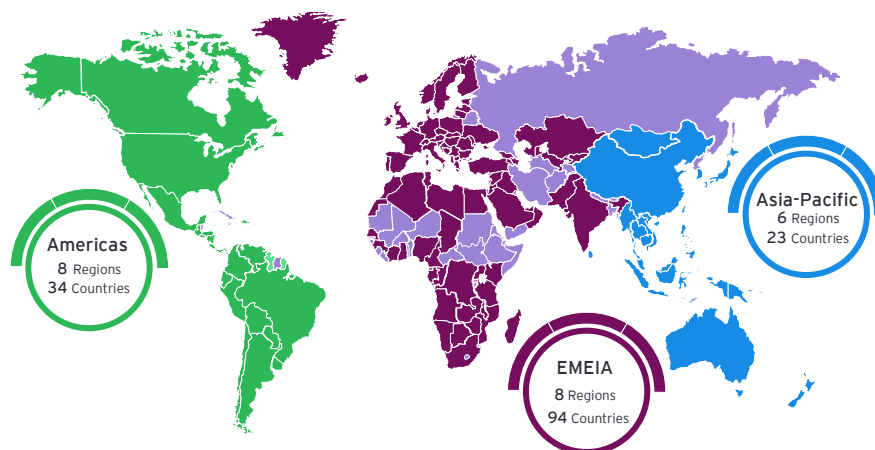 Americas
8 Regions
34 Countries
EMEIA
8 Regions
94 Countries
Asia-Pacific
6 Regions
23 Countries